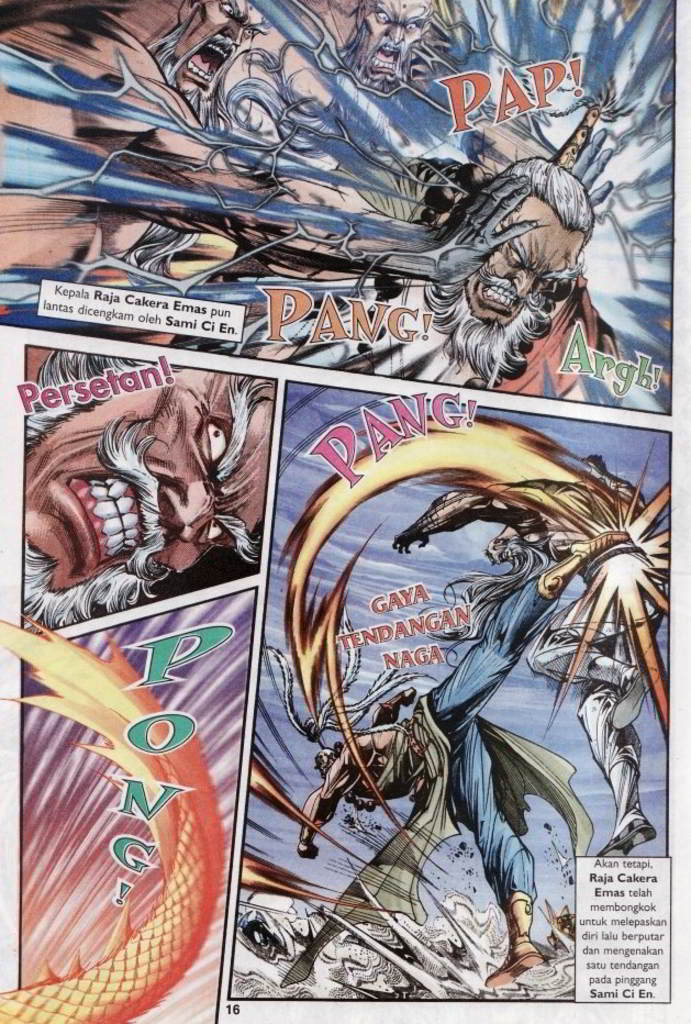 PAP!
Kepala Raja Cakera Emas pun
lantas dicengkam oleh Sami Ci En.
PANG!
Argh!
Persetan!
PANG!
GAYA
TENDANGAN
NAGA
PONG!
Akan tetapi,
Raja Cakera
Emas telah
membongkok
untuk melepaskan
diri lalu berputar
dan mengenakan
satu tendangan
pada pinggang
Sami Ci En.
16